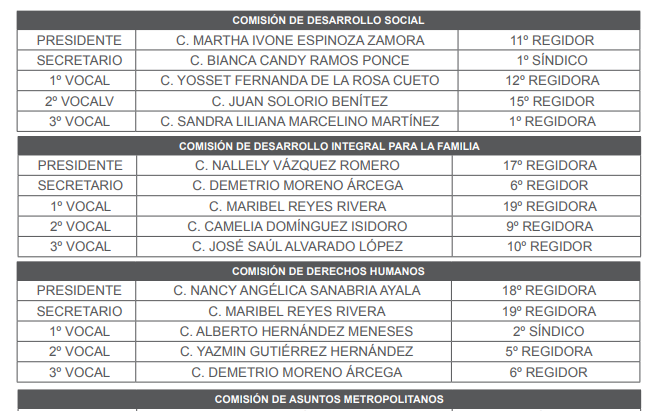 COMISIÓN DE DESARROLLO SOCIAL
PRESIDENTE C. MARTHA IVONE ESPINOZA ZAMORA 11º REGIDOR
SECRETARIO C. BIANCA CANDY RAMOS PONCE 1º SÍNDICO
1º VOCAL C. YOSSET FERNANDA DE LA ROSA CUETO 12º REGIDORA
2º VOCALV C. JUAN SOLORIO BENÍTEZ 15º REGIDOR
3º VOCAL C. SANDRA LILIANA MARCELINO MARTÍNEZ 1º REGIDORA
COMISIÓN DE DESARROLLO INTEGRAL PARA LA FAMILIA
PRESIDENTE C. NALLELY VÁZQUEZ ROMERO 17º REGIDORA
SECRETARIO C. DEMETRIO MORENO ÁRCEGA 6º REGIDOR
1º VOCAL C. MARIBEL REYES RIVERA 19º REGIDORA
2º VOCAL C. CAMELIA DOMÍNGUEZ ISIDORO 9º REGIDORA
3º VOCAL C. JOSÉ SAÚL ALVARADO LÓPEZ 10º REGIDOR
COMISIÓN DE DERECHOS HUMANOS
PRESIDENTE C. NANCY ANGÉLICA SANABRIA AYALA 18º REGIDORA
SECRETARIO C. MARIBEL REYES RIVERA 19º REGIDORA
1º VOCAL C. ALBERTO HERNÁNDEZ MENESES 2º SÍNDICO
2º VOCAL C. YAZMIN GUTIÉRREZ HERNÁNDEZ 5º REGIDORA
3º VOCAL C. DEMETRIO MORENO ÁRCEGA 6º REGIDOR
COMISIÓN DE ASUNTOS METROPOLITANOS